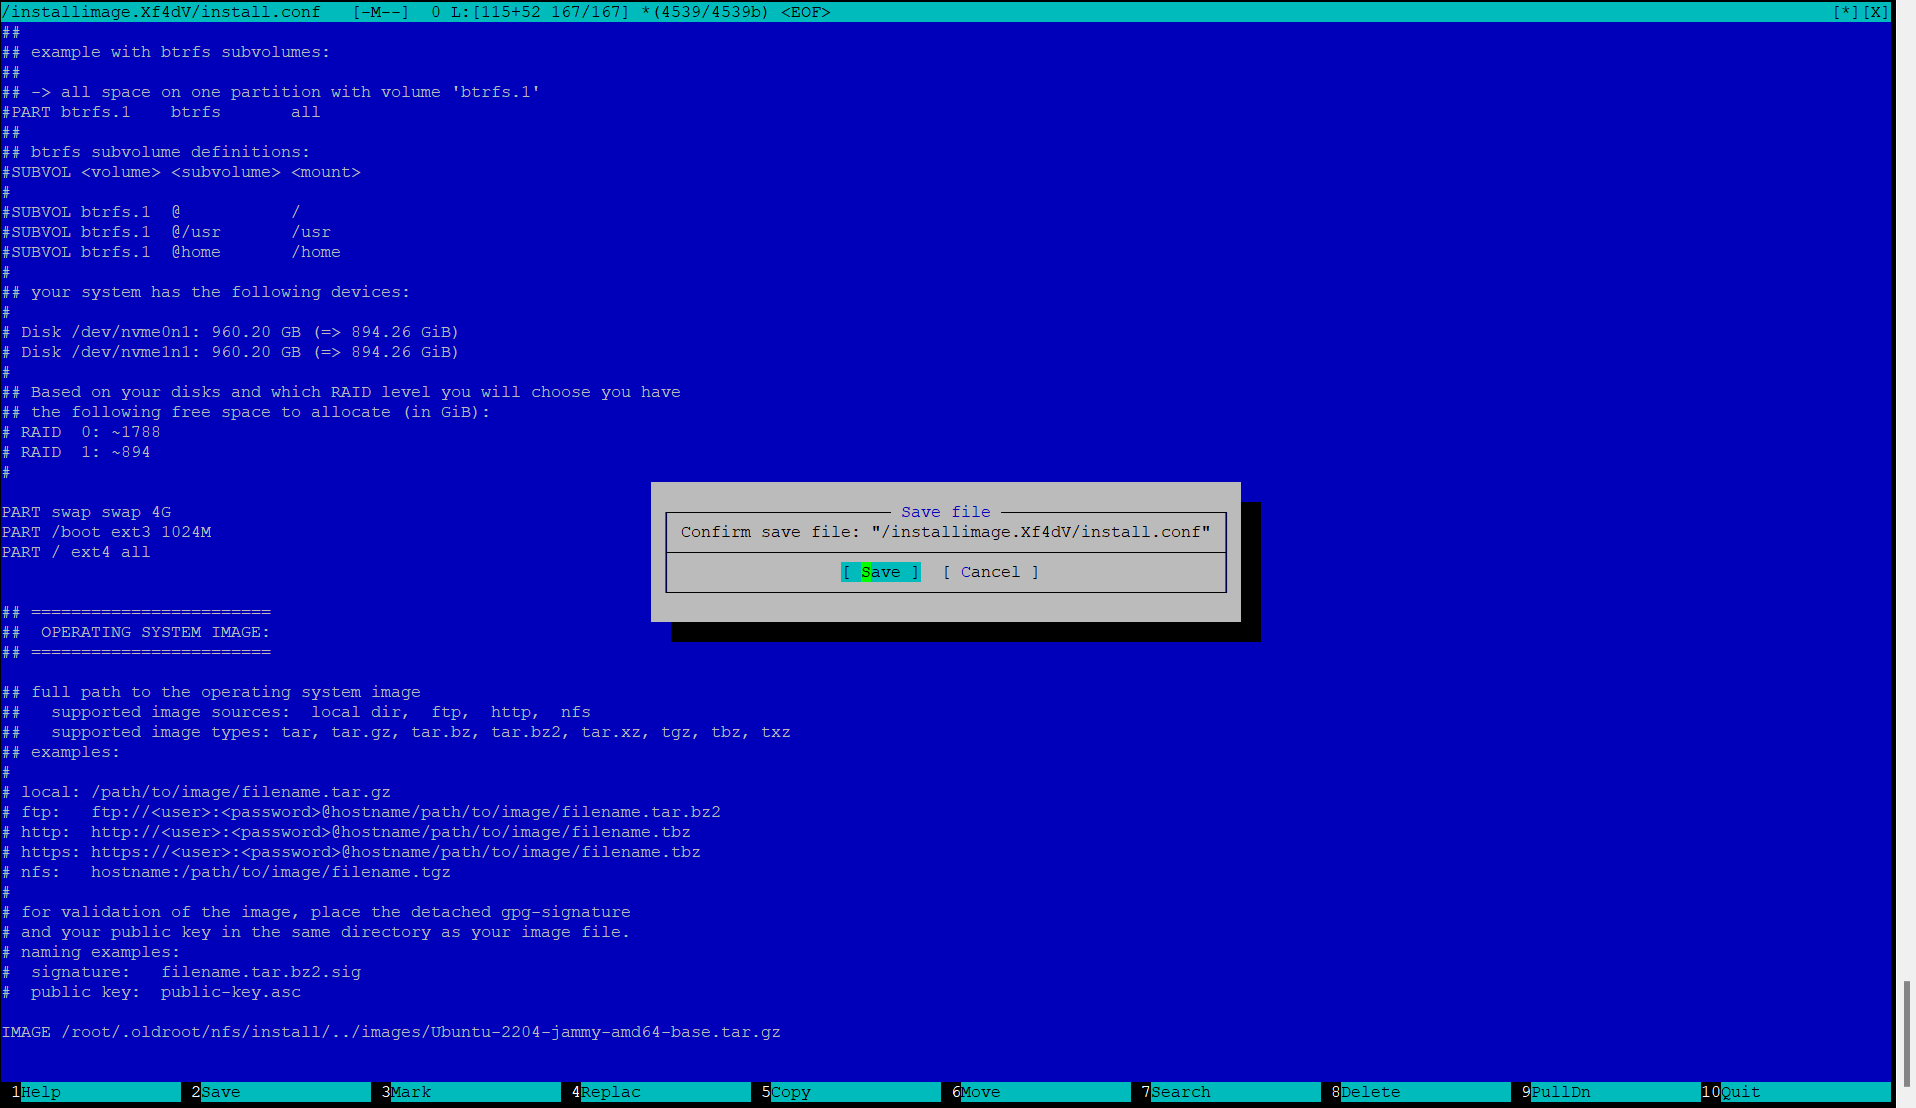 /installimage.Xf4dV/install.conf   [-M--]  0 L:[115+52 167/167] *(4539/4539b) <EOF>   [*][X]
##
## example with btrfs subvolumes:
##
## -> all space on one partition with volume 'btrfs.1'
#PART btrfs.1    btrfs       all
##
## btrfs subvolume definitions:
#SUBVOL <volume> <subvolume> <mount>
#
#SUBVOL btrfs.1  @           /
#SUBVOL btrfs.1  @/usr       /usr
#SUBVOL btrfs.1  @home       /home
#
## your system has the following devices:
#
# Disk /dev/nvme0n1: 960.20 GB (=> 894.26 GiB)
# Disk /dev/nvme1n1: 960.20 GB (=> 894.26 GiB)
#
## Based on your disks and which RAID level you will choose you have
## the following free space to allocate (in GiB):
# RAID  0: ~1788
# RAID  1: ~894
#
PART swap swap 4G
PART /boot ext3 1024M
PART / ext4 all
Save file
Confirm save file: "/installimage.Xf4dV/install.conf"
[ Save ]  [ Cancel ]
## ========================
##  OPERATING SYSTEM IMAGE:
## ========================
## full path to the operating system image
##   supported image sources:  local dir,  ftp,  http,  nfs
##   supported image types: tar, tar.gz, tar.bz, tar.bz2, tar.xz, tgz, tbz, txz
## examples:
#
# local: /path/to/image/filename.tar.gz
# ftp:   ftp://<user>:<password>@hostname/path/to/image/filename.tar.bz2
# http:  http://<user>:<password>@hostname/path/to/image/filename.tbz
# https: https://<user>:<password>@hostname/path/to/image/filename.tbz
# nfs:   hostname:/path/to/image/filename.tgz
#
# for validation of the image, place the detached gpg-signature
# and your public key in the same directory as your image file.
# naming examples:
#  signature:   filename.tar.bz2.sig
#  public key:  public-key.asc
IMAGE /root/.oldroot/nfs/install/../images/Ubuntu-2204-jammy-amd64-base.tar.gz
1Help 2Save 3Mark 4Replac 5Copy 6Move 7Search 8Delete 9PullDn 10Quit